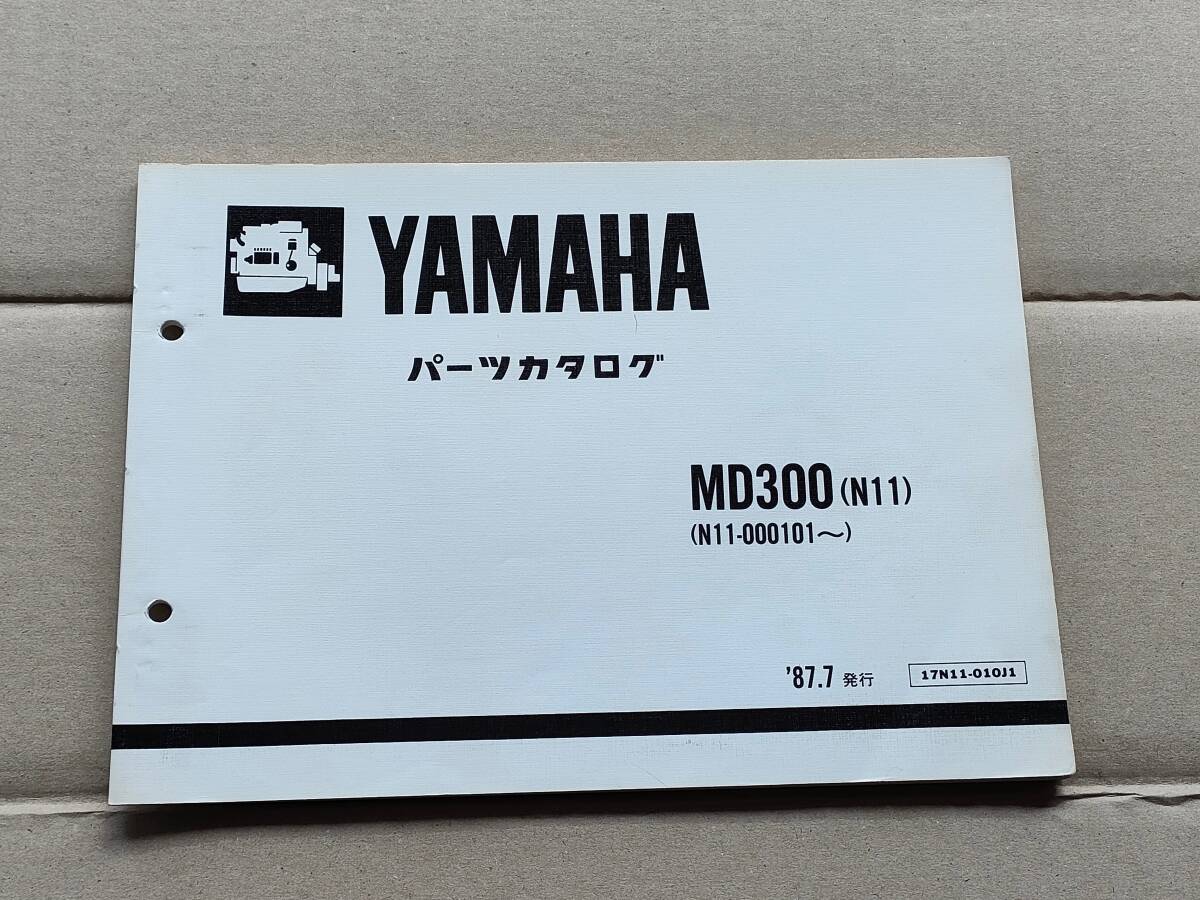 YAMAHA
パーツカタログ
MD300 (N11)
(N11-000101〜)
'87.7 発行
17N11-010J1